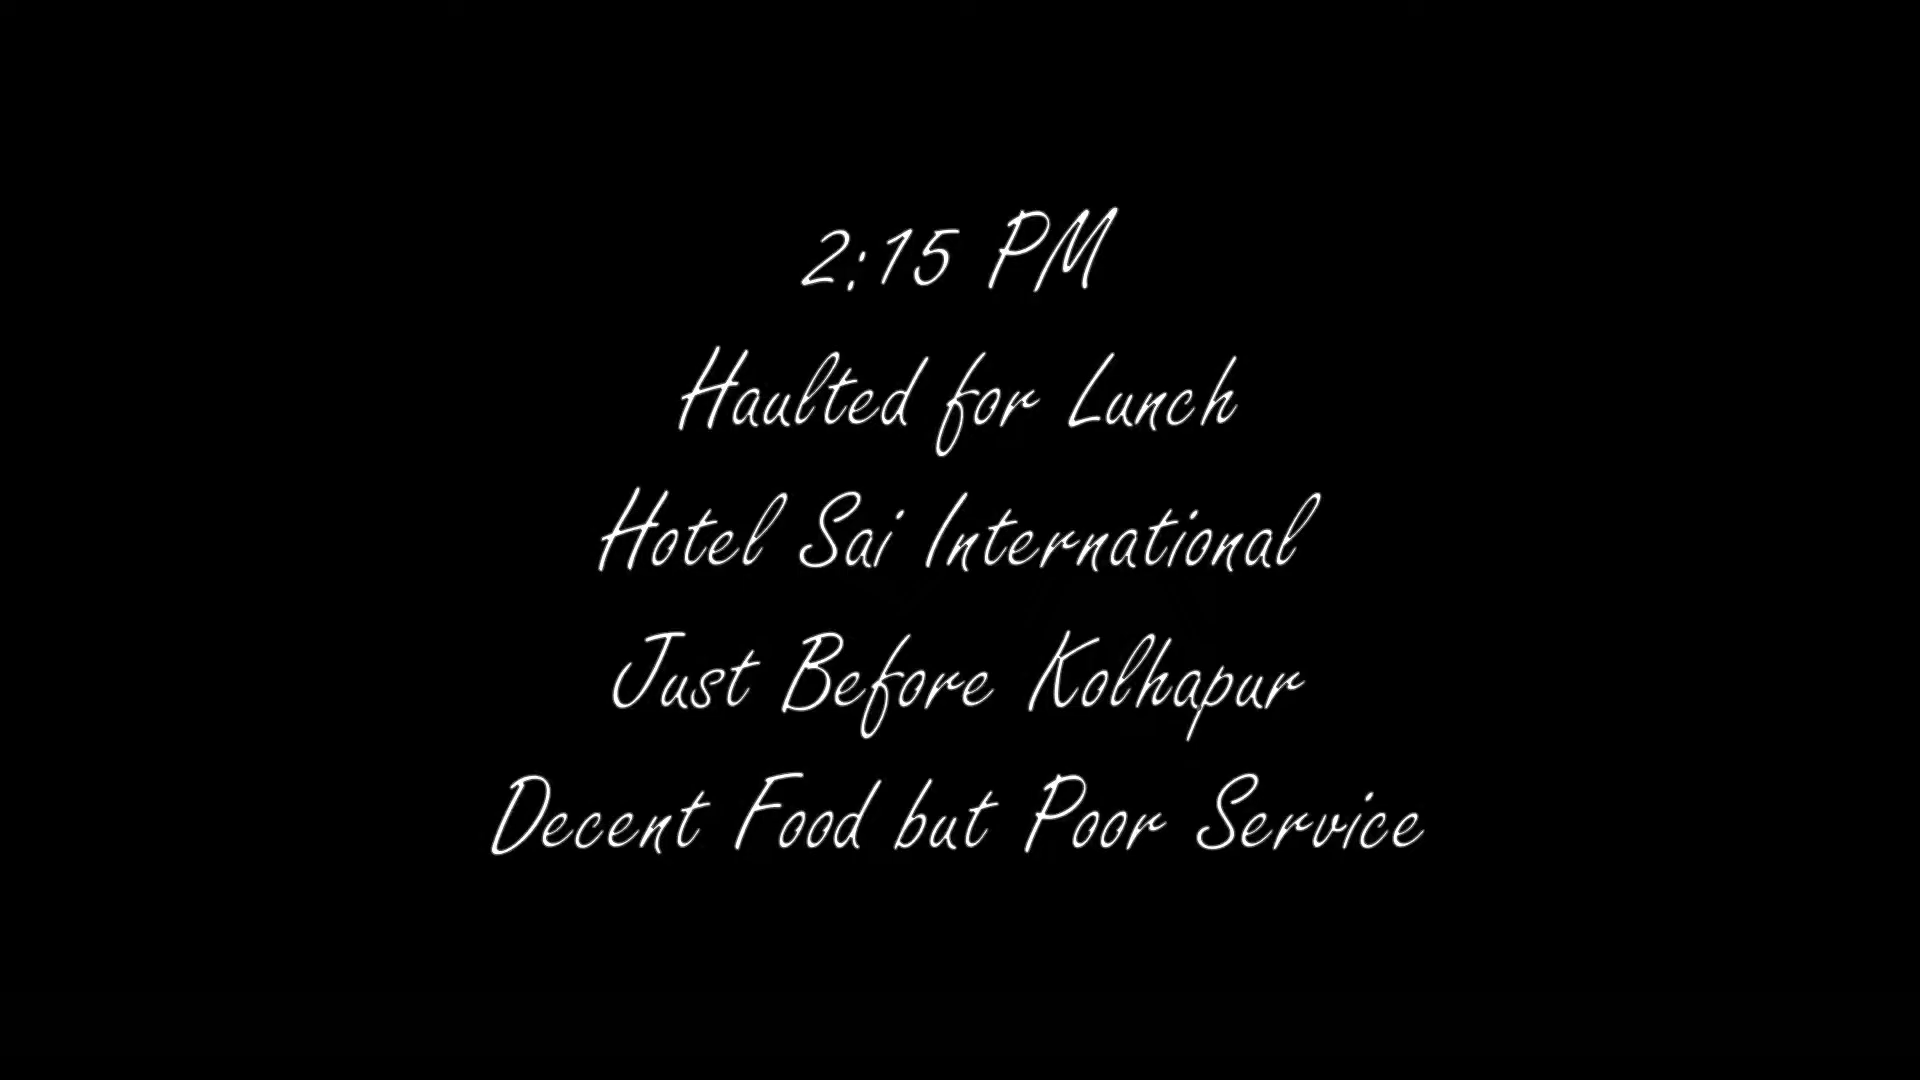 2:15 PM
Haulted for Lunch
Hotel Sai International
Just Before Kolhapur
Decent Food but Poor Service